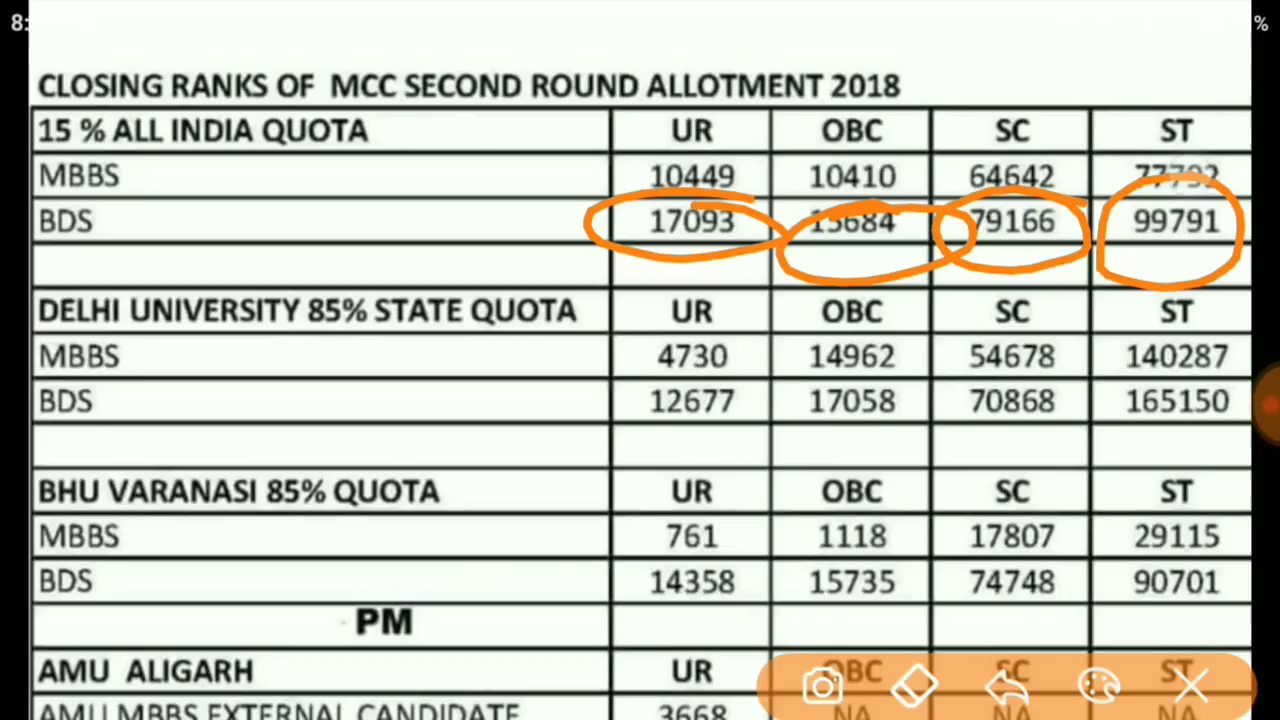 8:
%
CLOSING RANKS OF MCC SECOND ROUND ALLOTMENT 2018
15 % ALL INDIA QUOTA UR OBC SC ST
MBBS 10449 10410 64642 77792
BDS 17093 15684 79166 99791
DELHI UNIVERSITY 85% STATE QUOTA UR OBC SC ST
MBBS 4730 14962 54678 140287
BDS 12677 17058 70868 165150
BHU VARANASI 85% QUOTA UR OBC SC ST
MBBS 761 1118 17807 29115
BDS 14358 15735 74748 90701
PM
AMU ALIGARH UR OBC SC ST
AMU MBBS EXTERNAL CANDIDATE 3668 NA NA NA